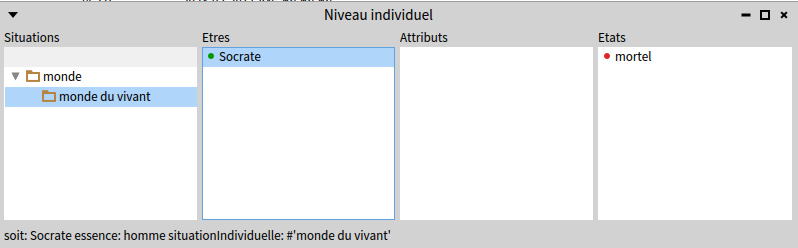 Niveau individuel
Situations
Etres
Attributs
Etats
Socrate
mortel
monde
monde du vivant
soit: Socrate essence: homme situationIndividuelle: #'monde du vivant'